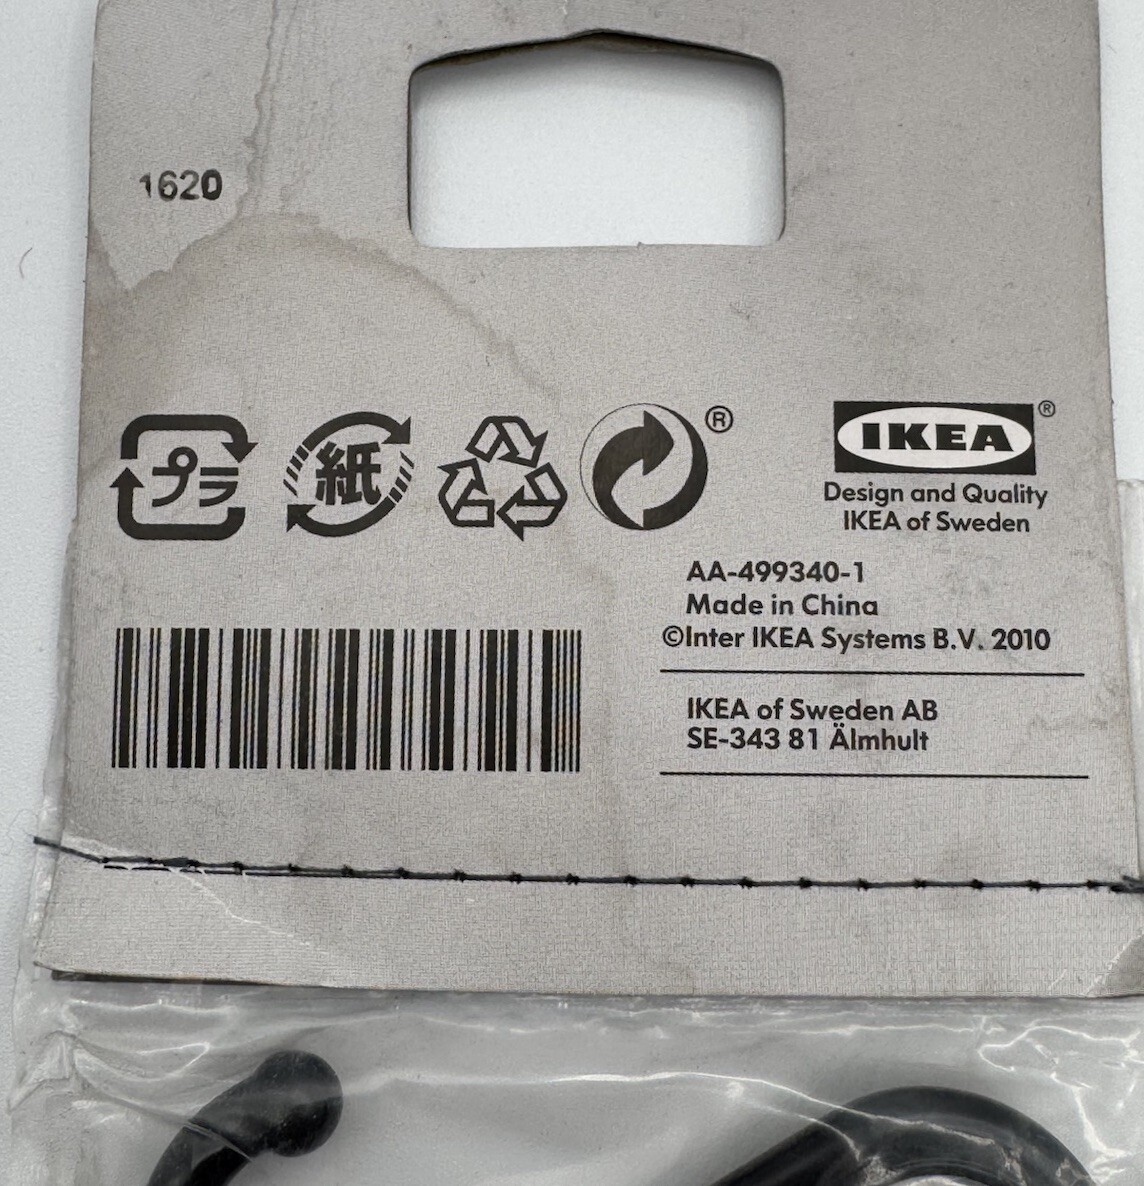 1620
プラ
紙
®
IKEA®
Design and Quality
IKEA of Sweden
AA-499340-1
Made in China
©Inter IKEA Systems B.V. 2010
IKEA of Sweden AB
SE-343 81 Älmhult